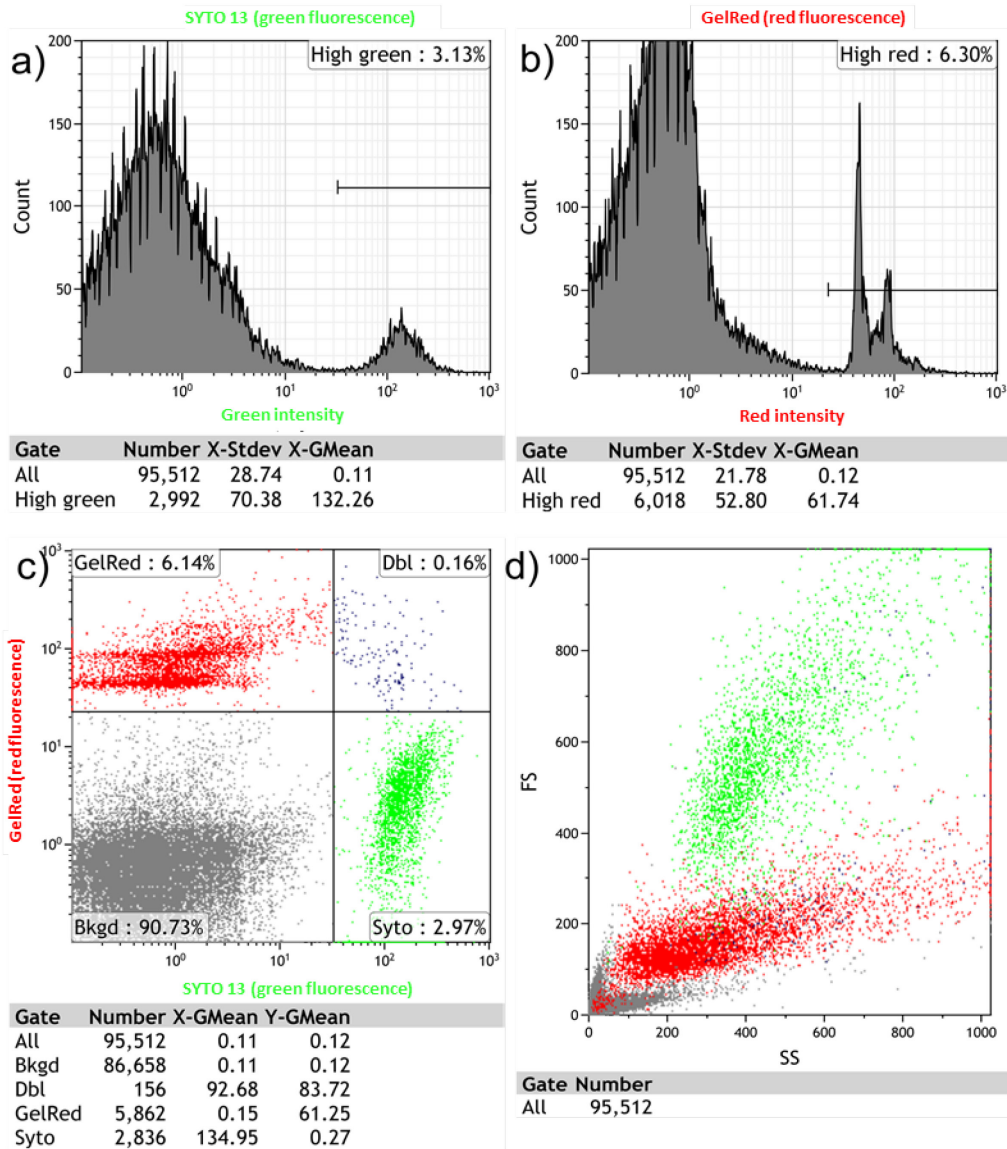 SYTO 13 (green fluorescence)
a)
High green : 3.13%
200
150
100
50
0
Count
10⁰ 10¹ 10² 10³
Green intensity
Gate Number X-Stdev X-GMean
All 95,512 28.74 0.11
High green 2,992 70.38 132.26
GelRed (red fluorescence)
b)
High red : 6.30%
200
150
100
50
0
Count
10⁰ 10¹ 10² 10³
Red intensity
Gate Number X-Stdev X-GMean
All 95,512 21.78 0.12
High red 6,018 52.80 61.74
c)
GelRed : 6.14%
Dbl : 0.16%
10³
10²
10¹
10⁰
GelRed (red fluorescence)
Bkgd : 90.73%
Syto : 2.97%
10⁰ 10¹ 10² 10³
SYTO 13 (green fluorescence)
Gate Number X-GMean Y-GMean
All 95,512 0.11 0.12
Bkgd 86,658 0.11 0.12
Dbl 156 92.68 83.72
GelRed 5,862 0.15 61.25
Syto 2,836 134.95 0.27
d)
1000
800
600
400
200
0
FS
0 200 400 600 800 1000
SS
Gate Number
All 95,512